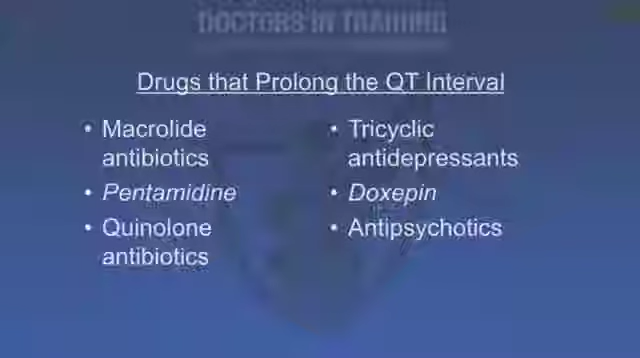 DOCTORS IN TRAINING
Drugs that Prolong the QT Interval
• Macrolide
antibiotics
• Pentamidine
• Quinolone
antibiotics
• Tricyclic
antidepressants
• Doxepin
• Antipsychotics